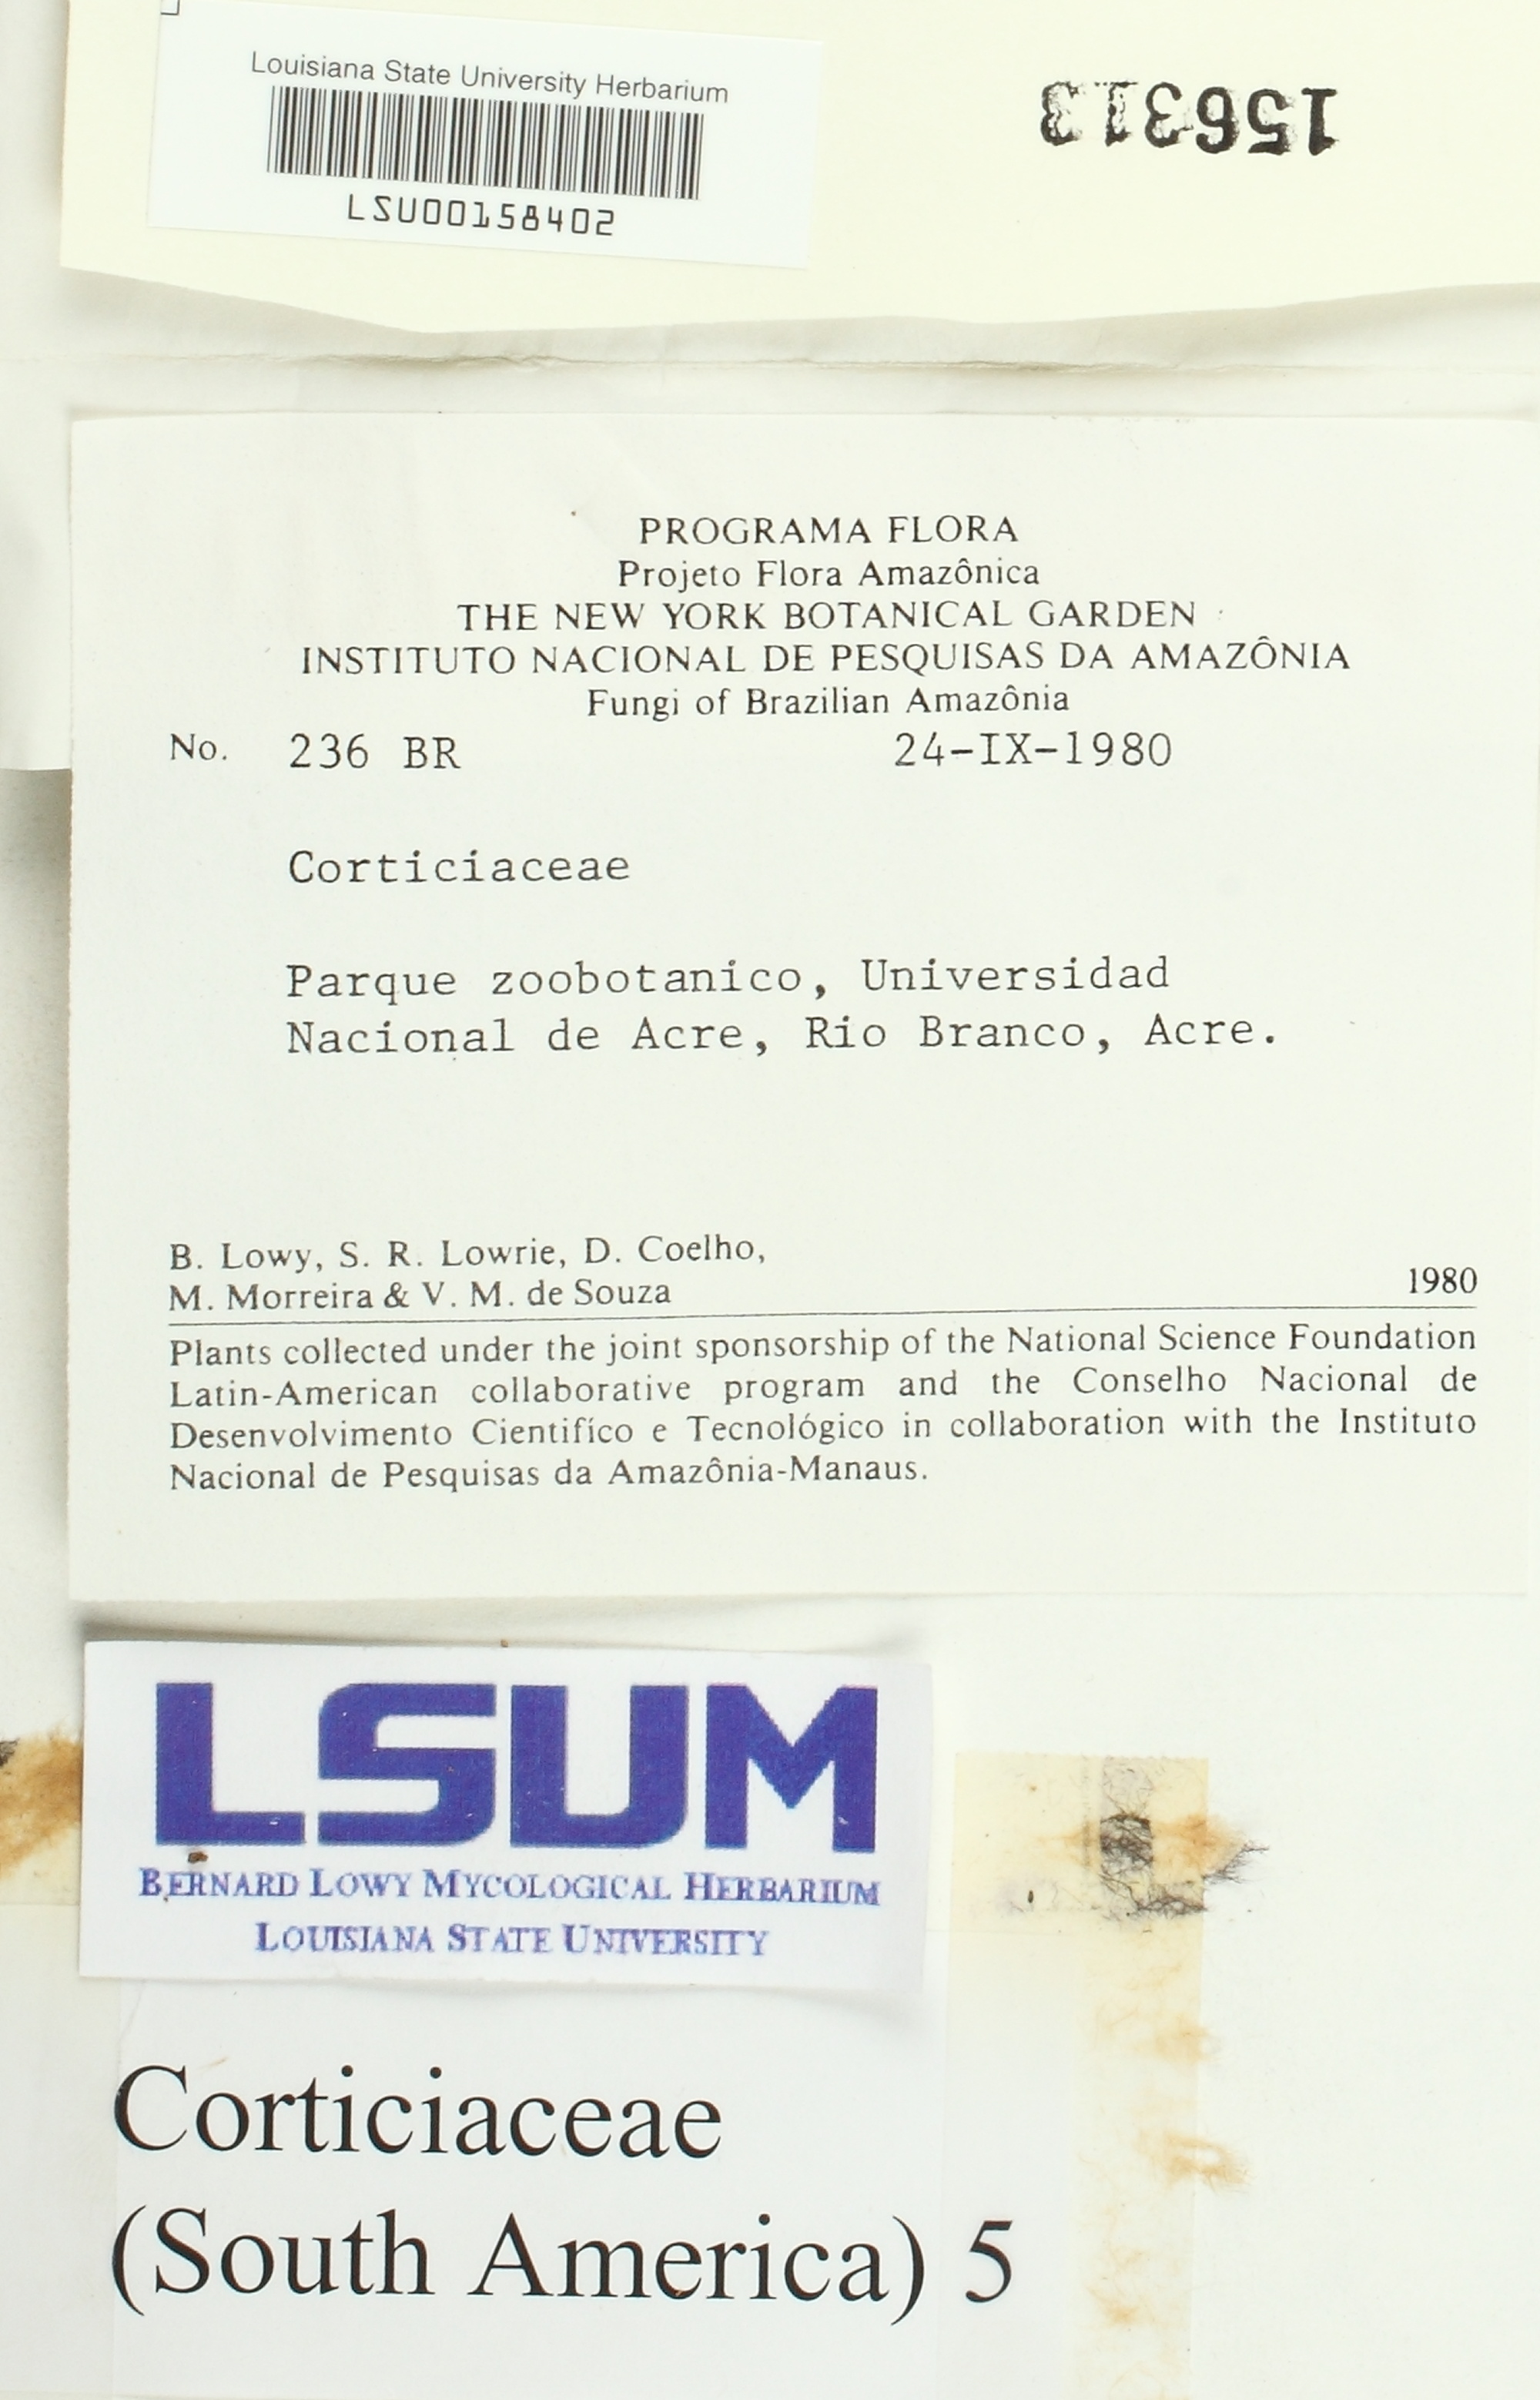 Louisiana State University Herbarium
LSU00158402
156313
PROGRAMA FLORA
Projeto Flora Amazônica
THE NEW YORK BOTANICAL GARDEN
INSTITUTO NACIONAL DE PESQUISAS DA AMAZÔNIA
Fungi of Brazilian Amazônia
No. 236 BR 24-IX-1980
Corticiaceae
Parque zoobotanico, Universidad
Nacional de Acre, Rio Branco, Acre.
B. Lowy, S. R. Lowrie, D. Coelho,
M. Morreira & V. M. de Souza 1980
Plants collected under the joint sponsorship of the National Science Foundation
Latin-American collaborative program and the Conselho Nacional de
Desenvolvimento Cientifíco e Tecnológico in collaboration with the Instituto
Nacional de Pesquisas da Amazônia-Manaus.
LSUM
BERNARD LOWY MYCOLOGICAL HERBARIUM
LOUISIANA STATE UNIVERSITY
Corticiaceae
(South America) 5